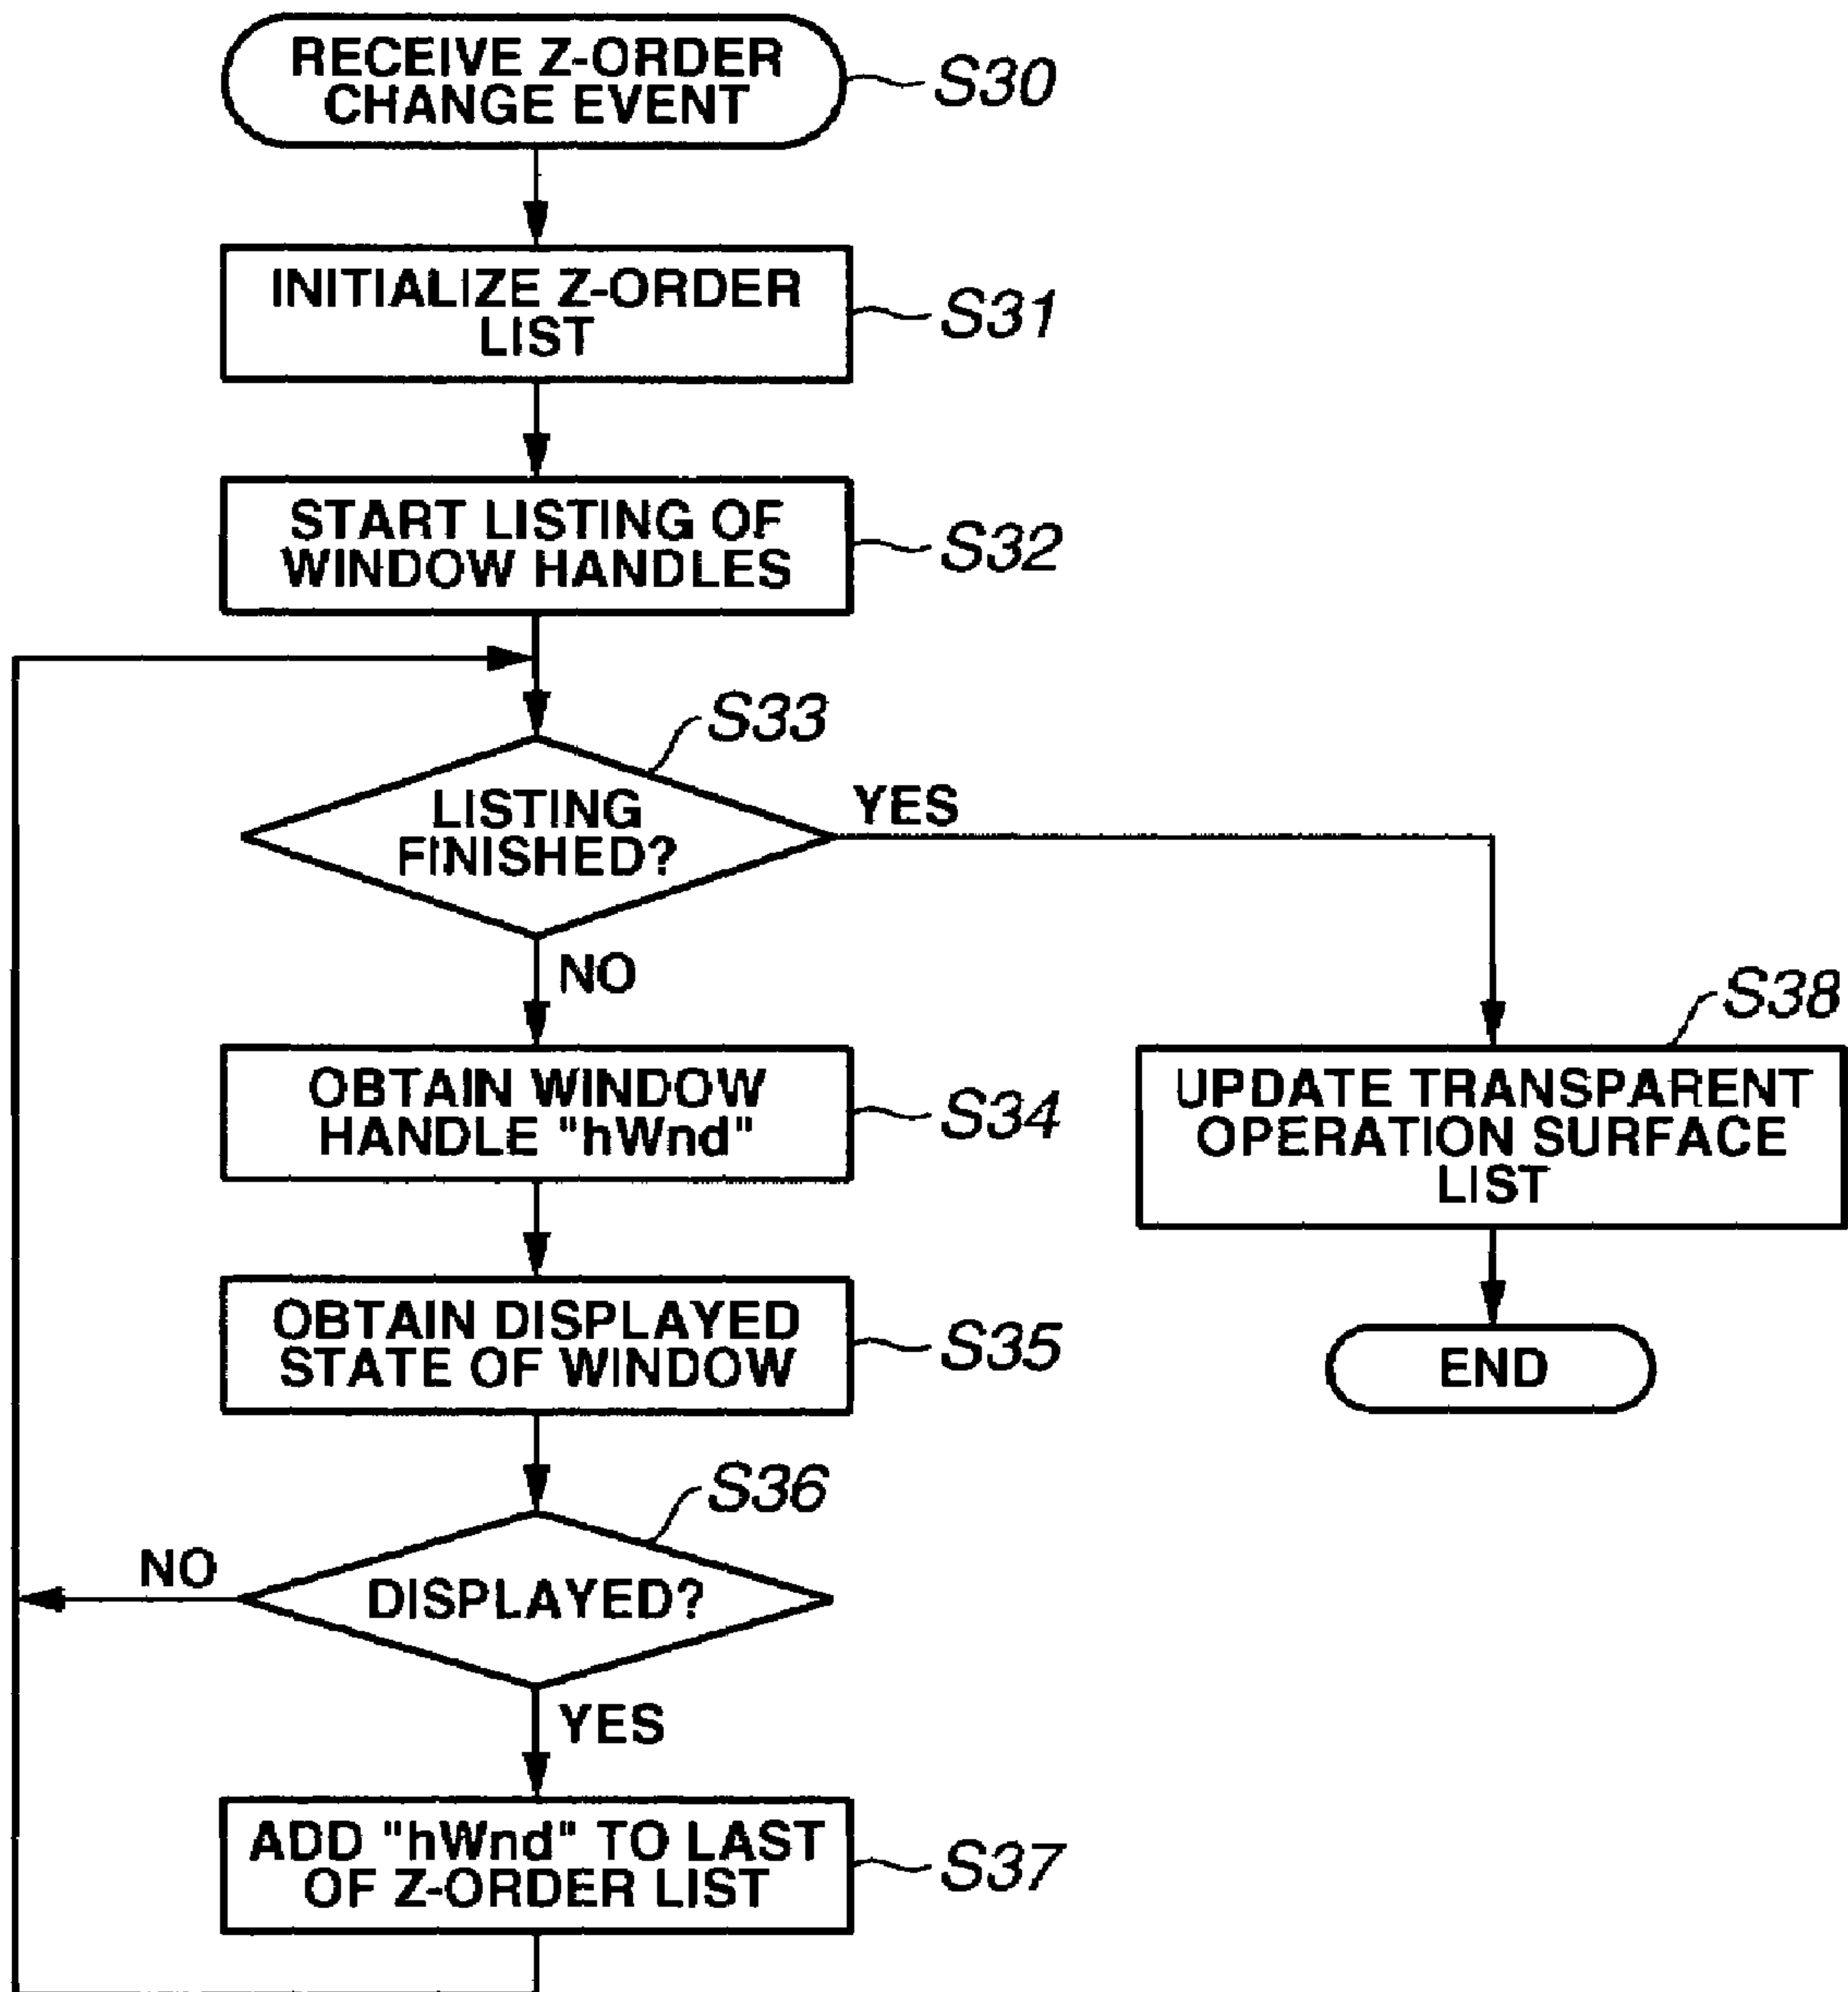 RECEIVE Z-ORDER
CHANGE EVENT
S30
INITIALIZE Z-ORDER
LIST
S31
START LISTING OF
WINDOW HANDLES
S32
S33
LISTING
FINISHED?
YES
NO
OBTAIN WINDOW
HANDLE "hWnd"
S34
S38
UPDATE TRANSPARENT
OPERATION SURFACE
LIST
OBTAIN DISPLAYED
STATE OF WINDOW
S35
END
S36
DISPLAYED?
NO
YES
ADD "hWnd" TO LAST
OF Z-ORDER LIST
S37